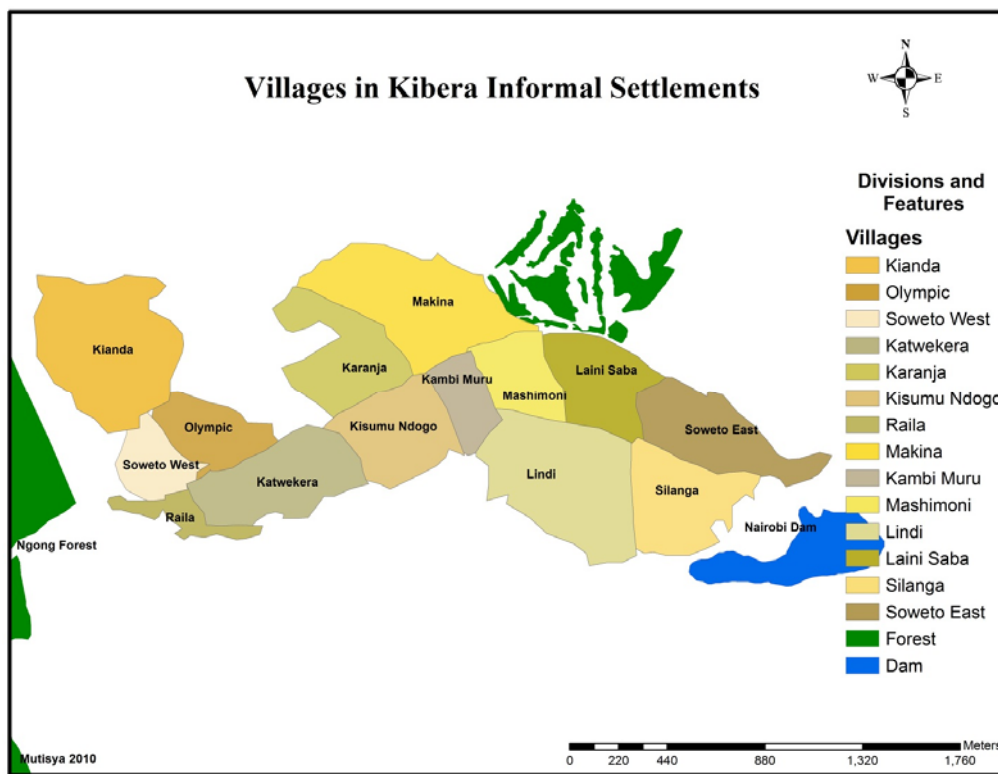 N
W E
S
Villages in Kibera Informal Settlements
Divisions and
Features
Villages
Kianda
Olympic
Soweto West
Katwekera
Karanja
Kisumu Ndogo
Raila
Makina
Kambi Muru
Mashimoni
Lindi
Laini Saba
Silanga
Soweto East
Forest
Dam
Makina
Kianda
Karanja
Kambi Muru
Laini Saba
Mashimoni
Olympic
Kisumu Ndogo
Soweto East
Soweto West
Katwekera
Lindi
Silanga
Raila
Nairobi Dam
Ngong Forest
Mutisya 2010
Meters
0 220 440 880 1,320 1,760